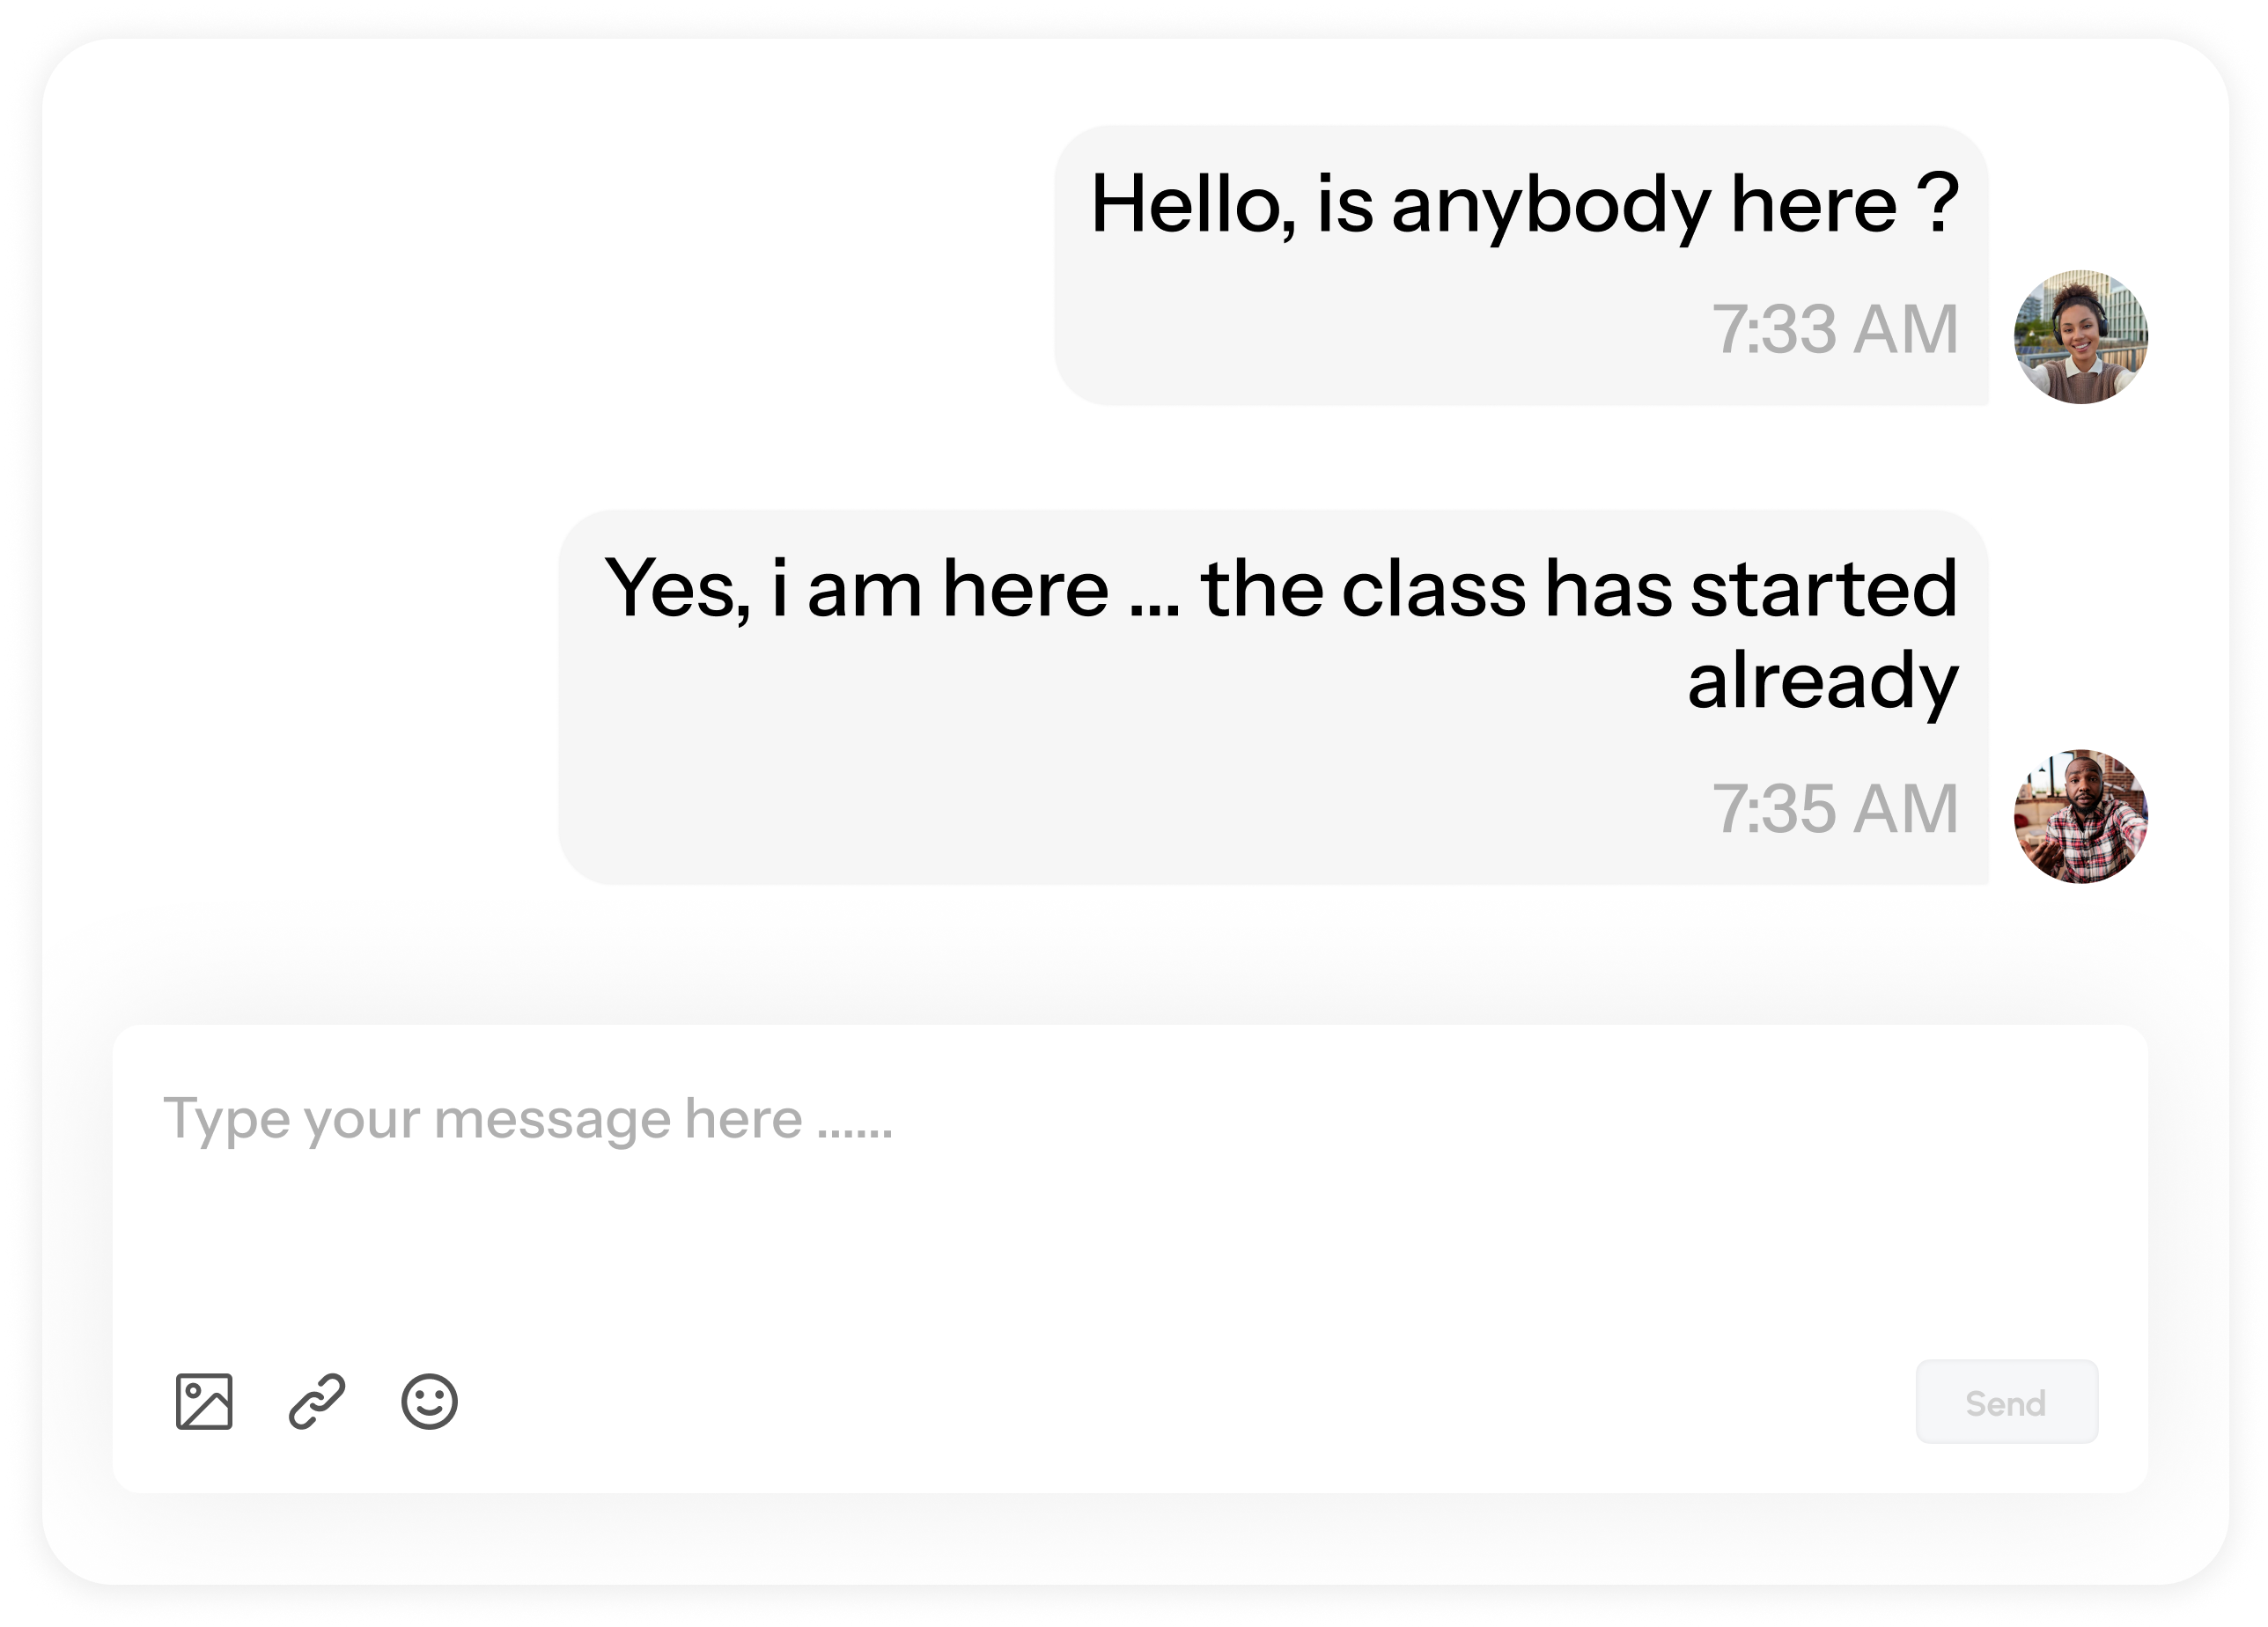 Hello, is anybody here ?
7:33 AM
Yes, i am here ... the class has started
already
7:35 AM
Type your message here ......
Send